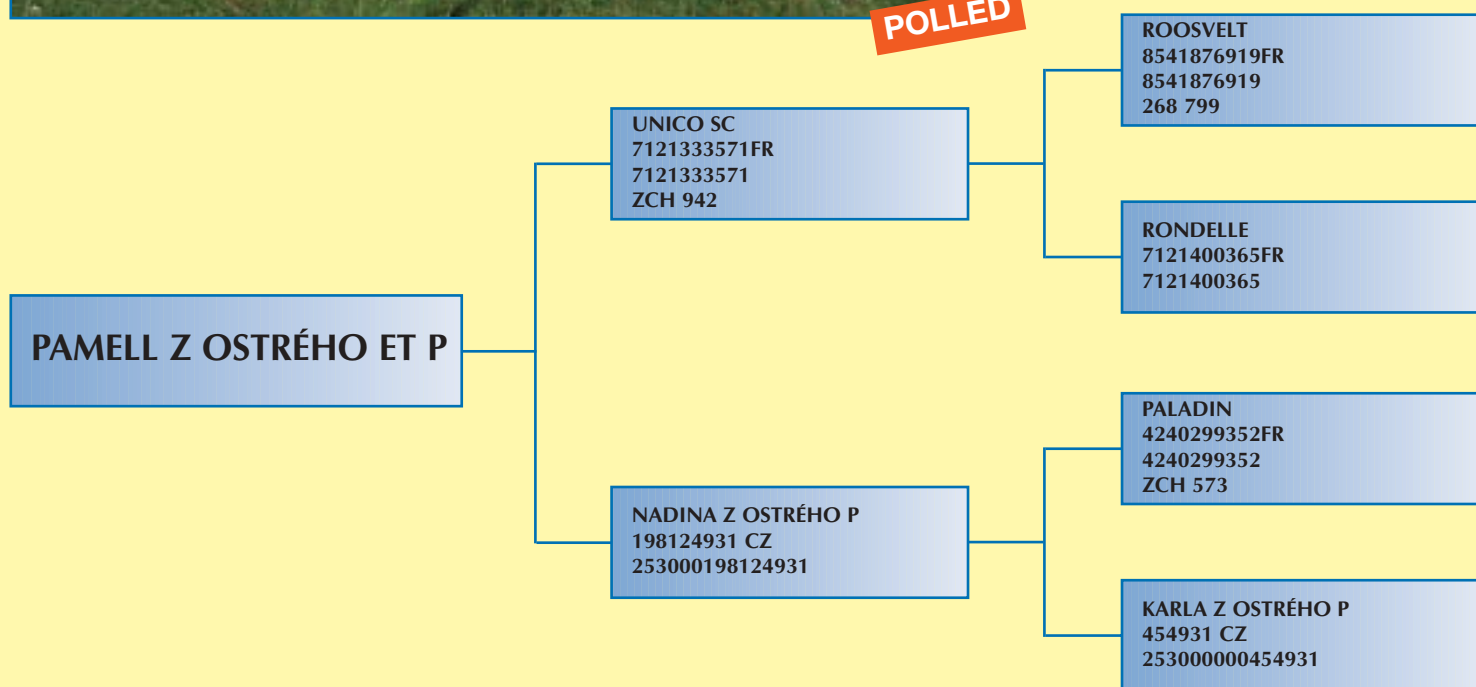 POLLED
ROOSVELT
8541876919FR
8541876919
268 799
UNICO SC
7121333571FR
7121333571
ZCH 942
RONDELLE
7121400365FR
7121400365
PAMELL Z OSTRÉHO ET P
PALADIN
4240299352FR
4240299352
ZCH 573
NADINA Z OSTRÉHO P
198124931 CZ
253000198124931
KARLA Z OSTRÉHO P
454931 CZ
253000000454931